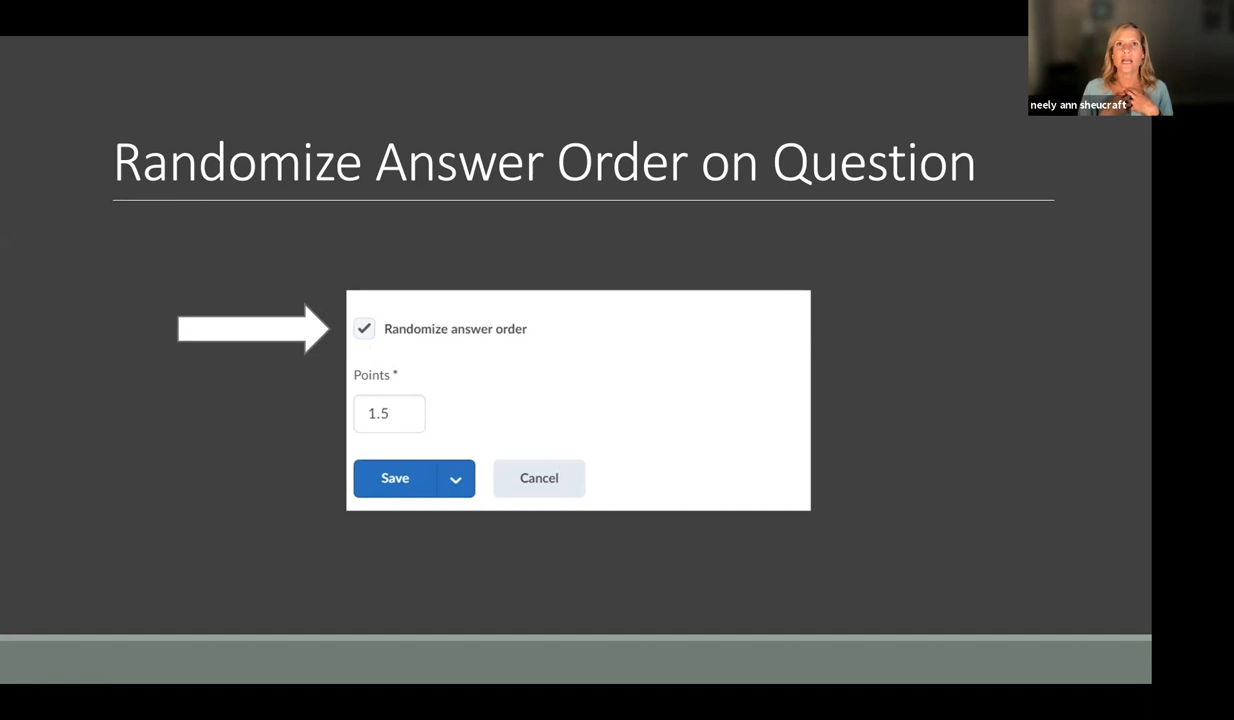 neely ann sheucraft
Randomize Answer Order on Question
Randomize answer order
Points *
1.5
Save
Cancel